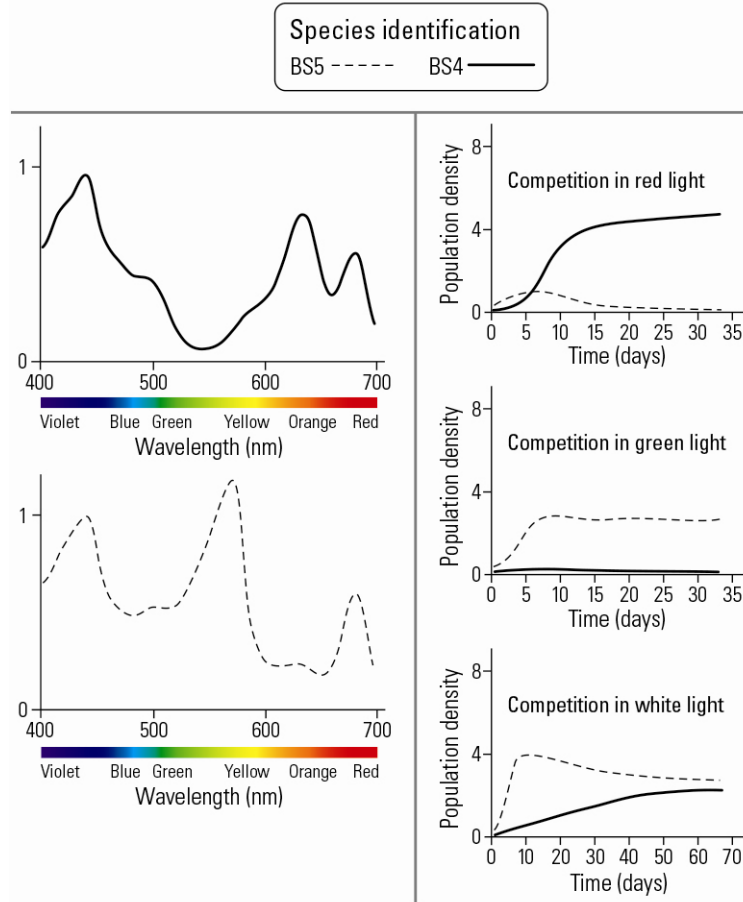 Species identification
BS5 BS4
1
0
400 500 600 700
Violet Blue Green Yellow Orange Red
Wavelength (nm)
1
0
400 500 600 700
Violet Blue Green Yellow Orange Red
Wavelength (nm)
Population density
8
4
0
Competition in red light
0 5 10 15 20 25 30 35
Time (days)
Population density
8
4
0
Competition in green light
0 5 10 15 20 25 30 35
Time (days)
Population density
8
4
0
Competition in white light
0 10 20 30 40 50 60 70
Time (days)